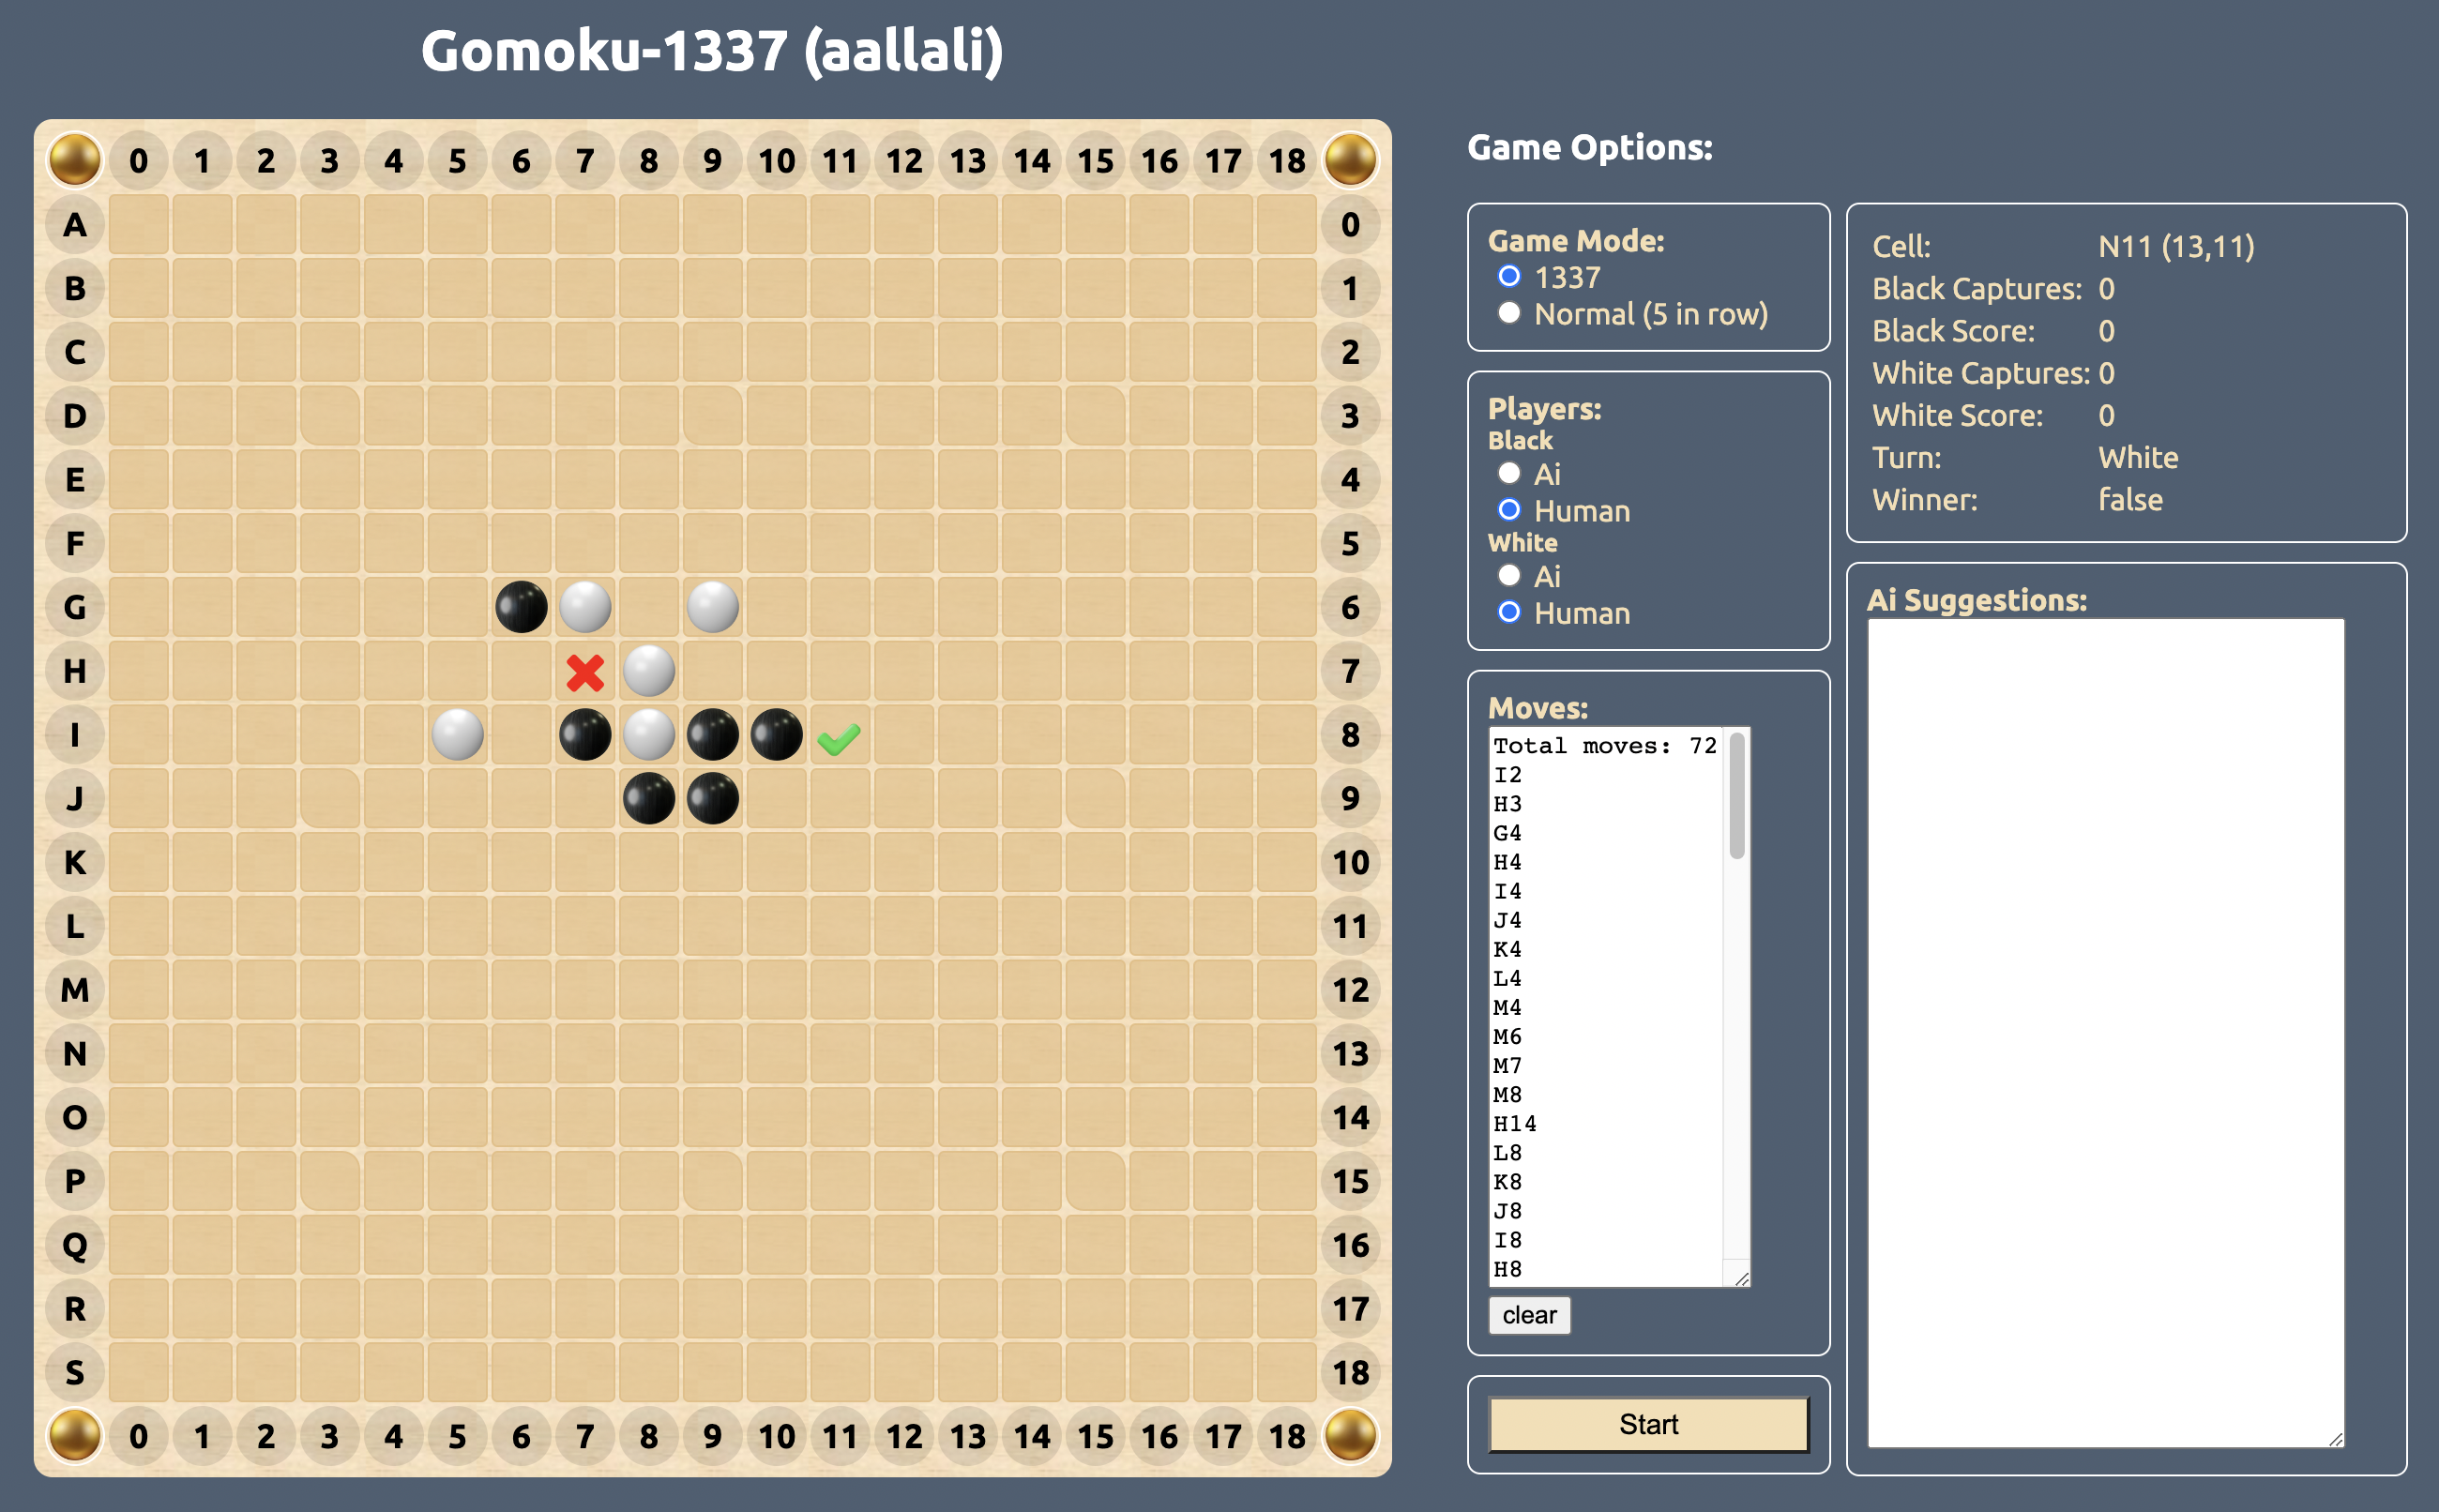 Gomoku-1337 (aallali)
0 1 2 3 4 5 6 7 8 9 10 11 12 13 14 15 16 17 18
A 0
B 1
C 2
D 3
E 4
F 5
G 6
H 7
I 8
J 9
K 10
L 11
M 12
N 13
O 14
P 15
Q 16
R 17
S 18
0 1 2 3 4 5 6 7 8 9 10 11 12 13 14 15 16 17 18
Game Options:
Game Mode:
1337
Normal (5 in row)
Players:
Black
Ai
Human
White
Ai
Human
Moves:
Total moves: 72
I2
H3
G4
H4
I4
J4
K4
L4
M4
M6
M7
M8
H14
L8
K8
J8
I8
H8
clear
Start
Cell: N11 (13,11)
Black Captures: 0
Black Score: 0
White Captures: 0
White Score: 0
Turn: White
Winner: false
Ai Suggestions: